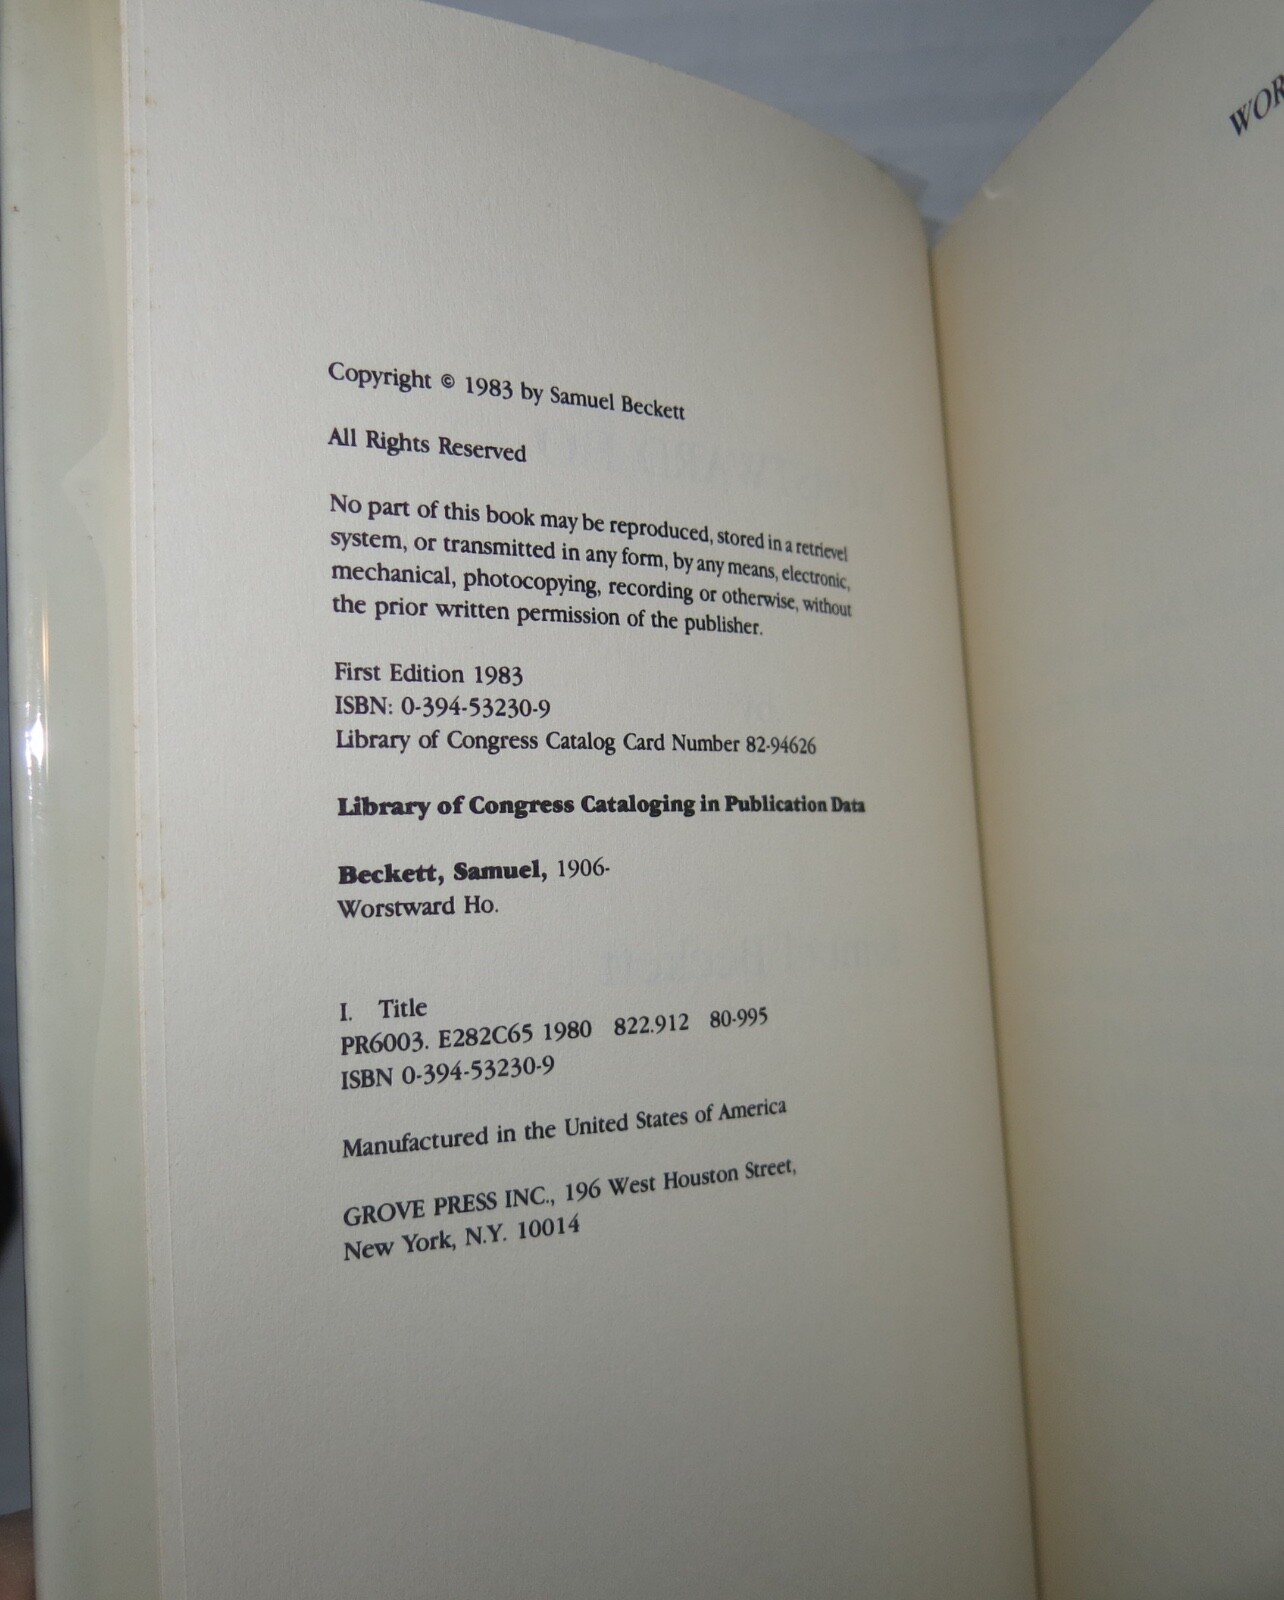 Copyright © 1983 by Samuel Beckett
All Rights Reserved
No part of this book may be reproduced, stored in a retrievel
system, or transmitted in any form, by any means, electronic,
mechanical, photocopying, recording or otherwise, without
the prior written permission of the publisher.
First Edition 1983
ISBN: 0-394-53230-9
Library of Congress Catalog Card Number 82-94626
Library of Congress Cataloging in Publication Data
Beckett, Samuel, 1906-
Worstward Ho.
I. Title
PR6003. E282C65 1980 822.912 80-995
ISBN 0-394-53230-9
Manufactured in the United States of America
GROVE PRESS INC., 196 West Houston Street,
New York, N.Y. 10014
WOR